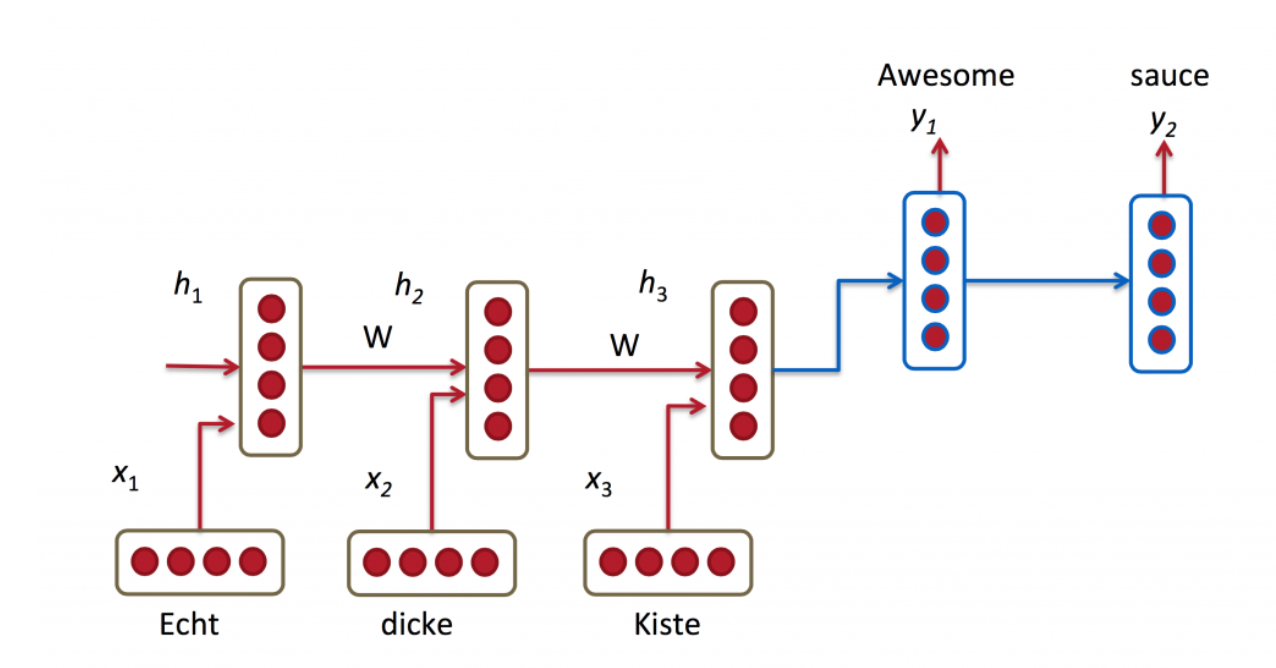 Awesome sauce
y1 y2
h1 h2 h3
W W
x1 x2 x3
Echt dicke Kiste